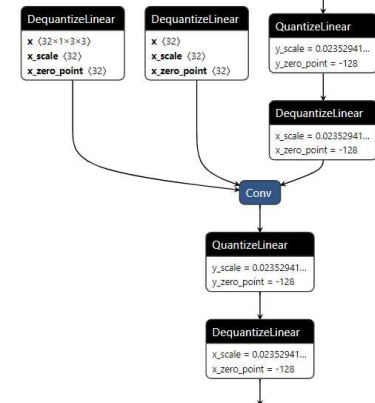 DequantizeLinear
x ⟨32×1×3×3⟩
x_scale ⟨32⟩
x_zero_point ⟨32⟩
DequantizeLinear
x ⟨32⟩
x_scale ⟨32⟩
x_zero_point ⟨32⟩
QuantizeLinear
y_scale = 0.02352941...
y_zero_point = -128
DequantizeLinear
x_scale = 0.02352941...
x_zero_point = -128
Conv
QuantizeLinear
y_scale = 0.02352941...
y_zero_point = -128
DequantizeLinear
x_scale = 0.02352941...
x_zero_point = -128